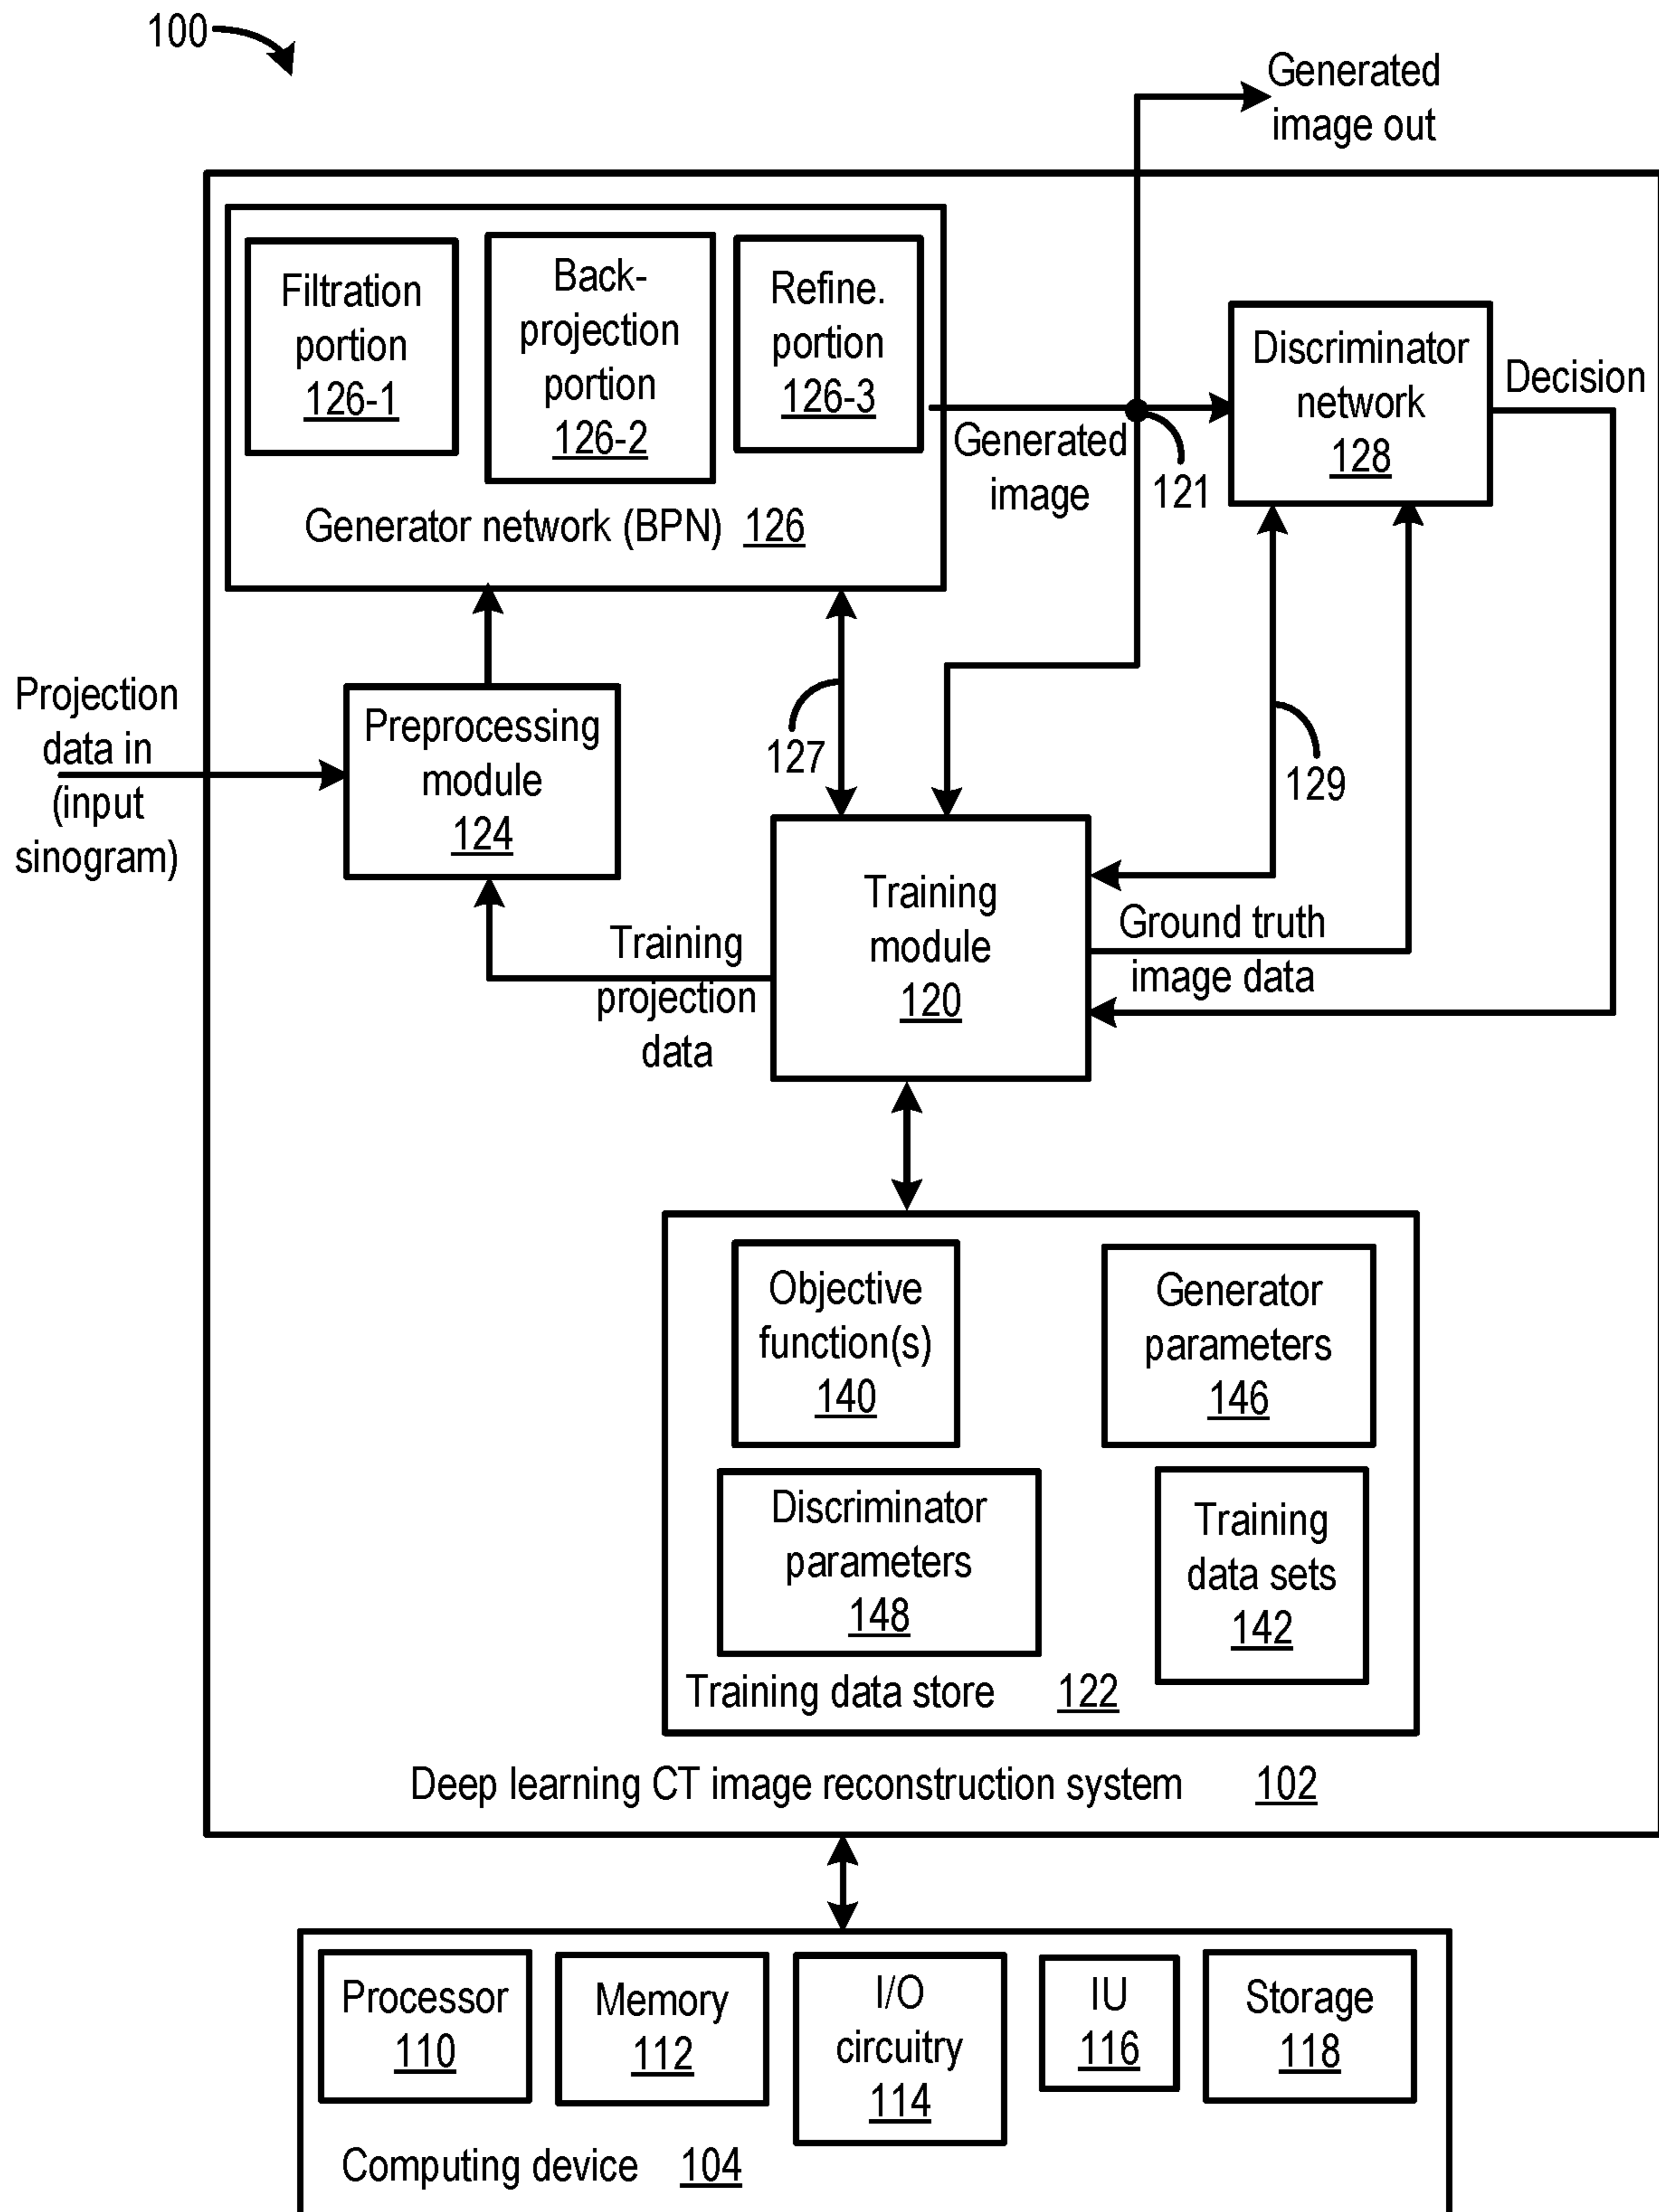 100
Generated
image out
Filtration
portion
126-1
Back-
projection
portion
126-2
Refine.
portion
126-3
Generator network (BPN) 126
Generated
image
121
Discriminator
network
128
Decision
Projection
data in
(input
sinogram)
Preprocessing
module
124
127
129
Training
projection
data
Training
module
120
Ground truth
image data
Objective
function(s)
140
Generator
parameters
146
Discriminator
parameters
148
Training
data sets
142
Training data store 122
Deep learning CT image reconstruction system 102
Processor
110
Memory
112
I/O
circuitry
114
IU
116
Storage
118
Computing device 104